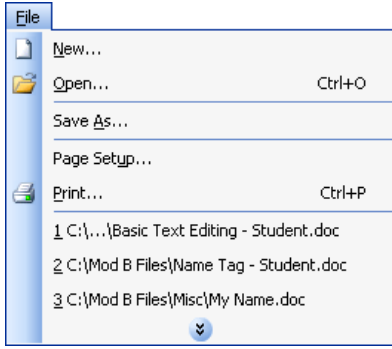 File
New...
Open... Ctrl+O
Save As...
Page Setup...
Print... Ctrl+P
1 C:\...\Basic Text Editing - Student.doc
2 C:\Mod B Files\Name Tag - Student.doc
3 C:\Mod B Files\Misc\My Name.doc